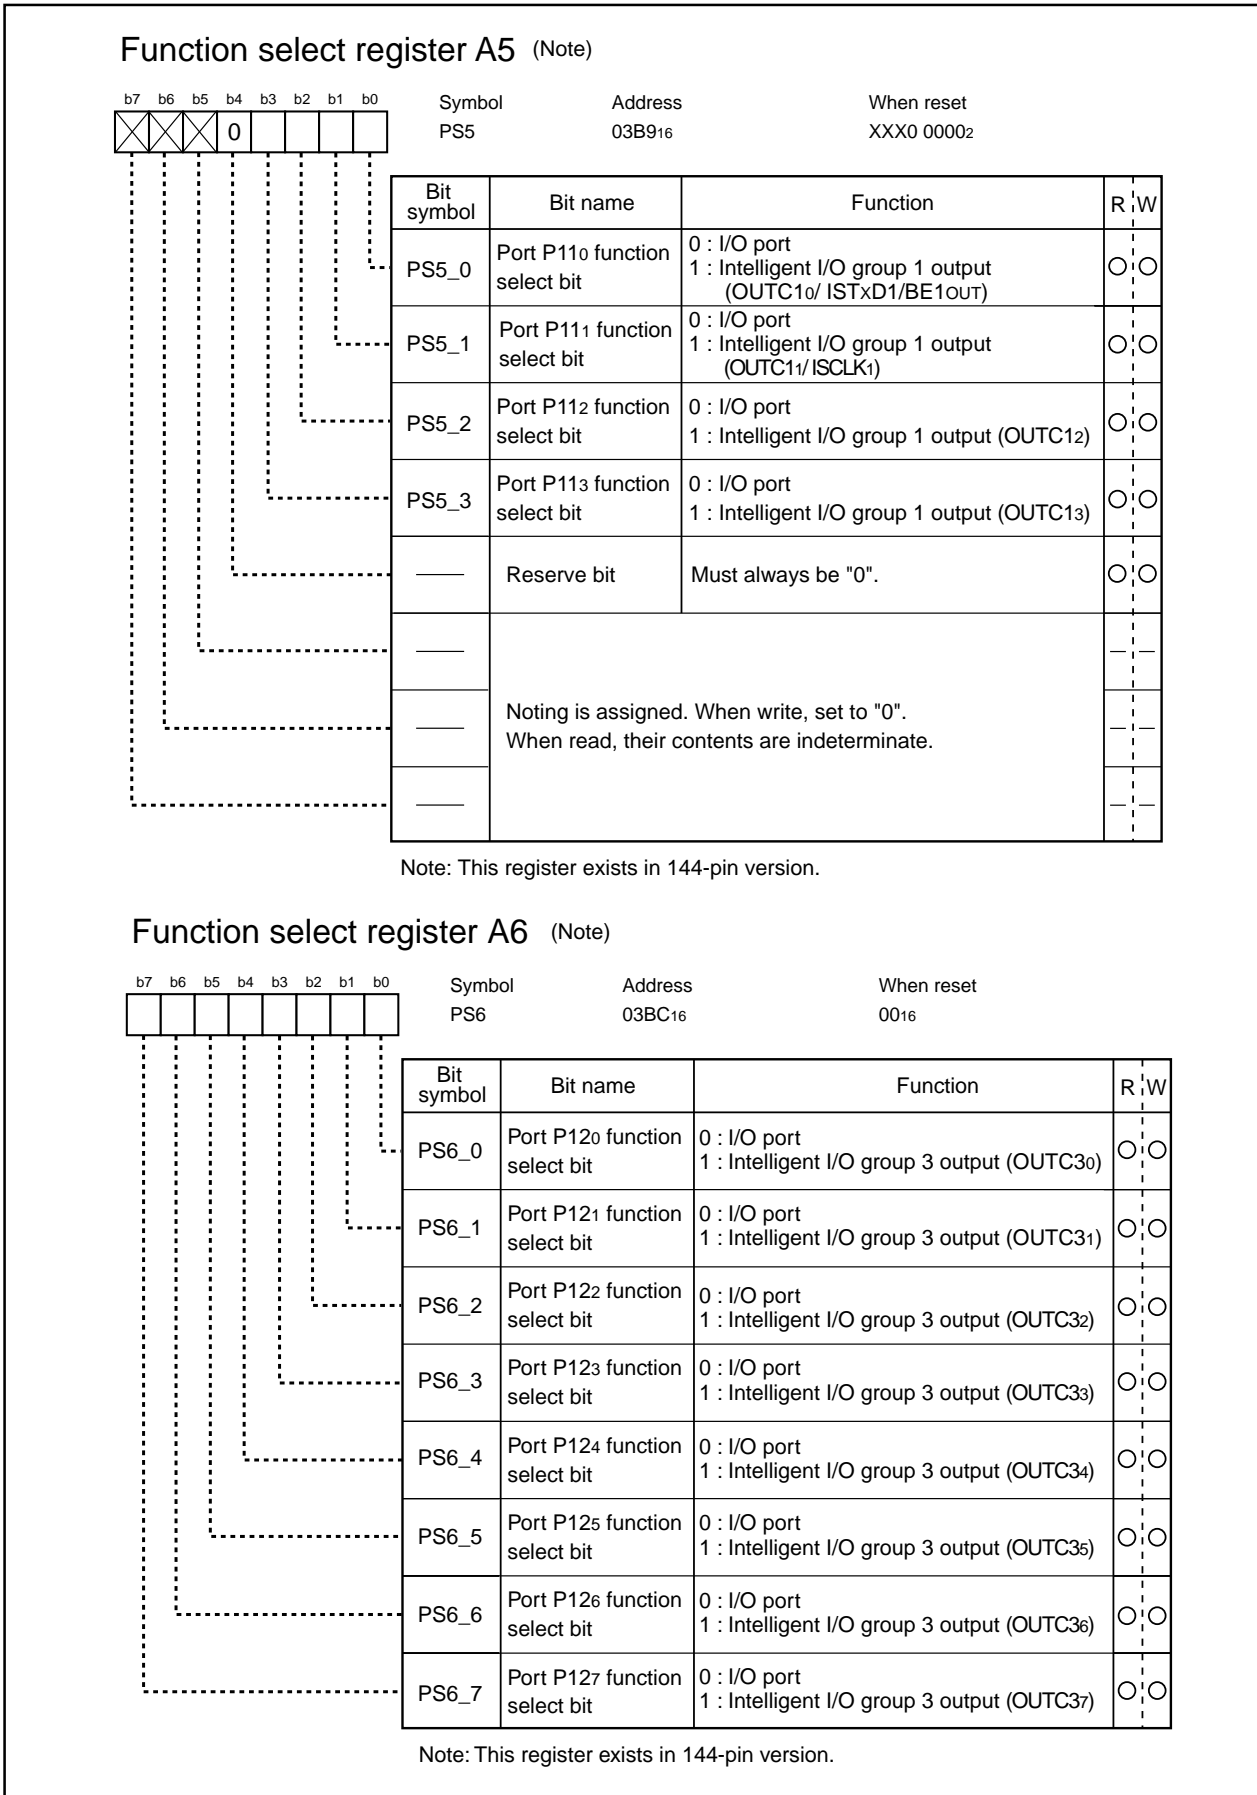 Function select register A5 (Note)
b7 b6 b5 b4 b3 b2 b1 b0
Symbol Address When reset
0
PS5 03B916 XXX0 00002
Bit symbol Bit name Function R W
PS5_0
Port P110 function
select bit
0 : I/O port
1 : Intelligent I/O group 1 output
(OUTC10/ ISTxD1/BE1OUT)
PS5_1
Port P111 function
select bit
0 : I/O port
1 : Intelligent I/O group 1 output
(OUTC11/ ISCLK1)
PS5_2
Port P112 function
select bit
0 : I/O port
1 : Intelligent I/O group 1 output (OUTC12)
PS5_3
Port P113 function
select bit
0 : I/O port
1 : Intelligent I/O group 1 output (OUTC13)
Reserve bit Must always be "0".
Noting is assigned. When write, set to "0".
When read, their contents are indeterminate.
Note: This register exists in 144-pin version.
Function select register A6 (Note)
b7 b6 b5 b4 b3 b2 b1 b0
Symbol Address When reset
PS6 03BC16 0016
Bit symbol Bit name Function R W
PS6_0
Port P120 function
select bit
0 : I/O port
1 : Intelligent I/O group 3 output (OUTC30)
PS6_1
Port P121 function
select bit
0 : I/O port
1 : Intelligent I/O group 3 output (OUTC31)
PS6_2
Port P122 function
select bit
0 : I/O port
1 : Intelligent I/O group 3 output (OUTC32)
PS6_3
Port P123 function
select bit
0 : I/O port
1 : Intelligent I/O group 3 output (OUTC33)
PS6_4
Port P124 function
select bit
0 : I/O port
1 : Intelligent I/O group 3 output (OUTC34)
PS6_5
Port P125 function
select bit
0 : I/O port
1 : Intelligent I/O group 3 output (OUTC35)
PS6_6
Port P126 function
select bit
0 : I/O port
1 : Intelligent I/O group 3 output (OUTC36)
PS6_7
Port P127 function
select bit
0 : I/O port
1 : Intelligent I/O group 3 output (OUTC37)
Note: This register exists in 144-pin version.